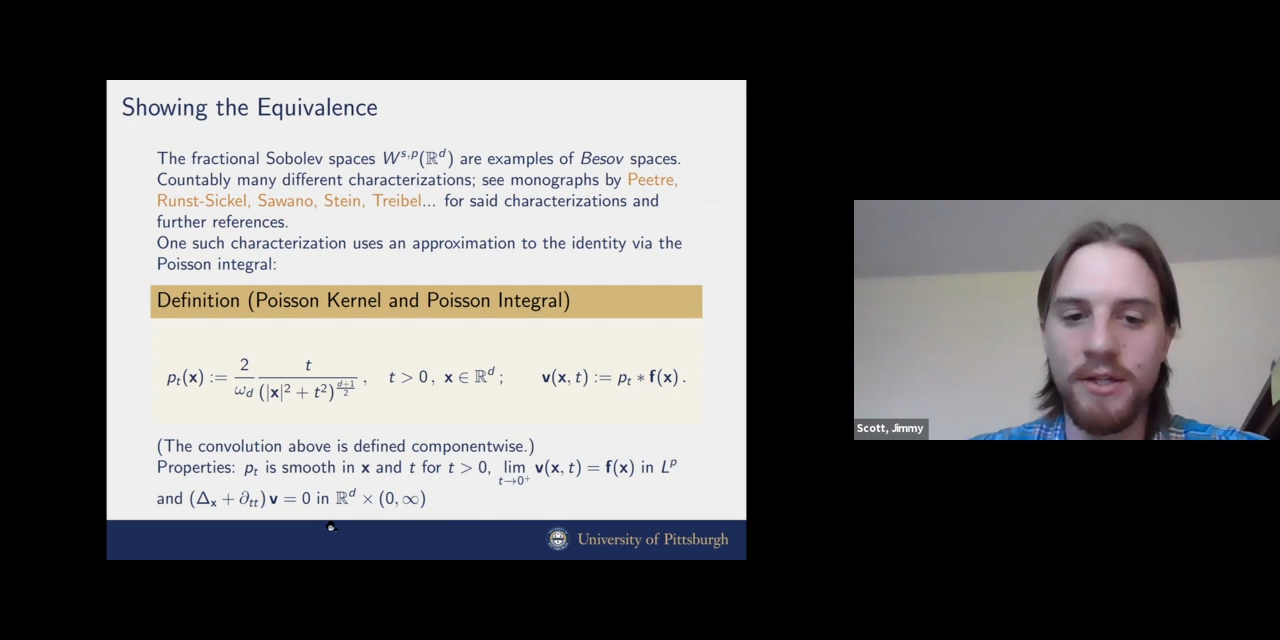 Showing the Equivalence
The fractional Sobolev spaces W^{s,p}(ℝ^d) are examples of Besov spaces.
Countably many different characterizations; see monographs by Peetre,
Runst-Sickel, Sawano, Stein, Treibel... for said characterizations and
further references.
One such characterization uses an approximation to the identity via the
Poisson integral:
Definition (Poisson Kernel and Poisson Integral)
p_t(x) := \frac{2}{ω_d} \frac{t}{(|x|^2 + t^2)^{\frac{d+1}{2}}} , t > 0 , x ∈ ℝ^d ; v(x, t) := p_t * f(x) .
(The convolution above is defined componentwise.)
Properties: p_t is smooth in x and t for t > 0, \lim_{t→0^+} v(x, t) = f(x) in L^p
and (Δ_x + ∂_{tt})v = 0 in ℝ^d × (0, ∞)
University of Pittsburgh
Scott, Jimmy